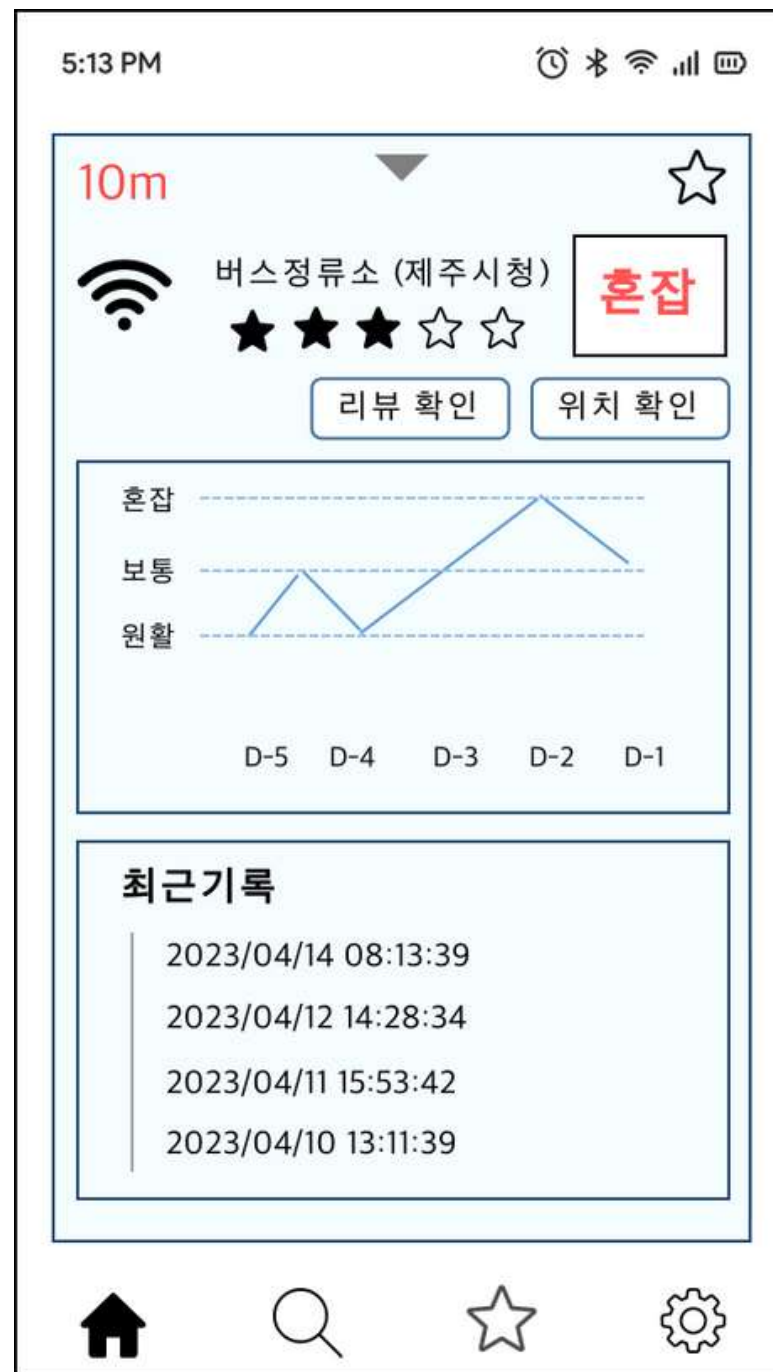 5:13 PM
10m
버스정류소 (제주시청)
혼잡
리뷰 확인 위치 확인
혼잡
보통
원활
D-5 D-4 D-3 D-2 D-1
최근기록
2023/04/14 08:13:39
2023/04/12 14:28:34
2023/04/11 15:53:42
2023/04/10 13:11:39